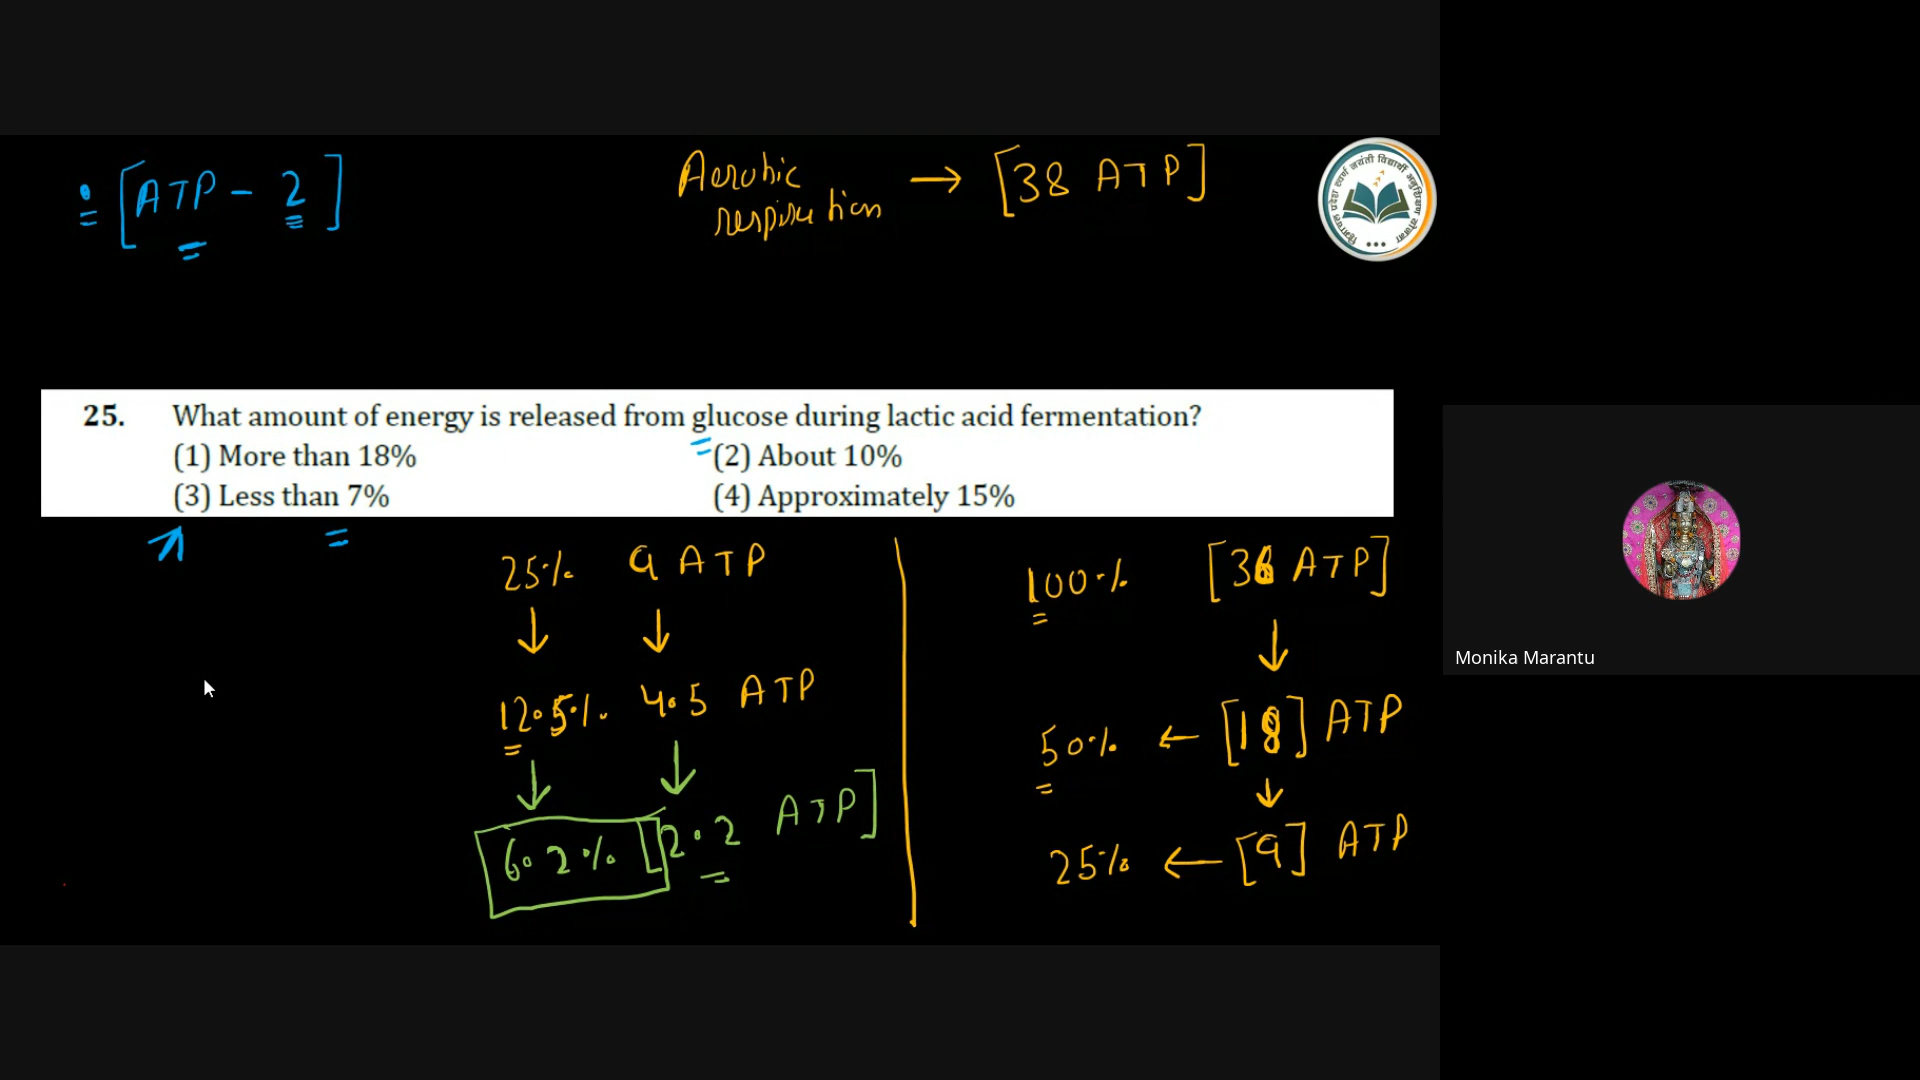 [ATP - 2]
Aerobic respiration → [38 ATP]
25. What amount of energy is released from glucose during lactic acid fermentation?
(1) More than 18% (2) About 10%
(3) Less than 7% (4) Approximately 15%
25% 9 ATP
100% [36 ATP]
12.5% 4.5 ATP
50% ← [18] ATP
6.2% [2.2 ATP]
25% ← [9] ATP
Monika Marantu